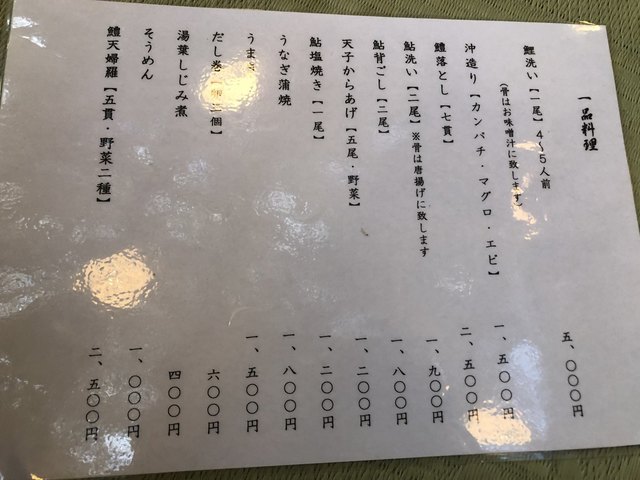 一品料理
鯉洗い【一尾】4〜5人前 五、〇〇〇円
(骨はお味噌汁に致します)
沖造り【カンパチ・マグロ・エビ】 一、五〇〇円
鱧落とし【七貫】 二、五〇〇円
鮎洗い【二尾】※骨は唐揚げに致します 一、九〇〇円
鮎背ごし【二尾】 一、八〇〇円
天子からあげ【五尾・野菜】 一、二〇〇円
鮎塩焼き【一尾】 一、二〇〇円
うなぎ蒲焼 一、八〇〇円
うまき 一、五〇〇円
だし巻【二個】 六〇〇円
湯葉しじみ煮 四〇〇円
そうめん 一、〇〇〇円
鱧天婦羅【五貫・野菜二種】 二、五〇〇円